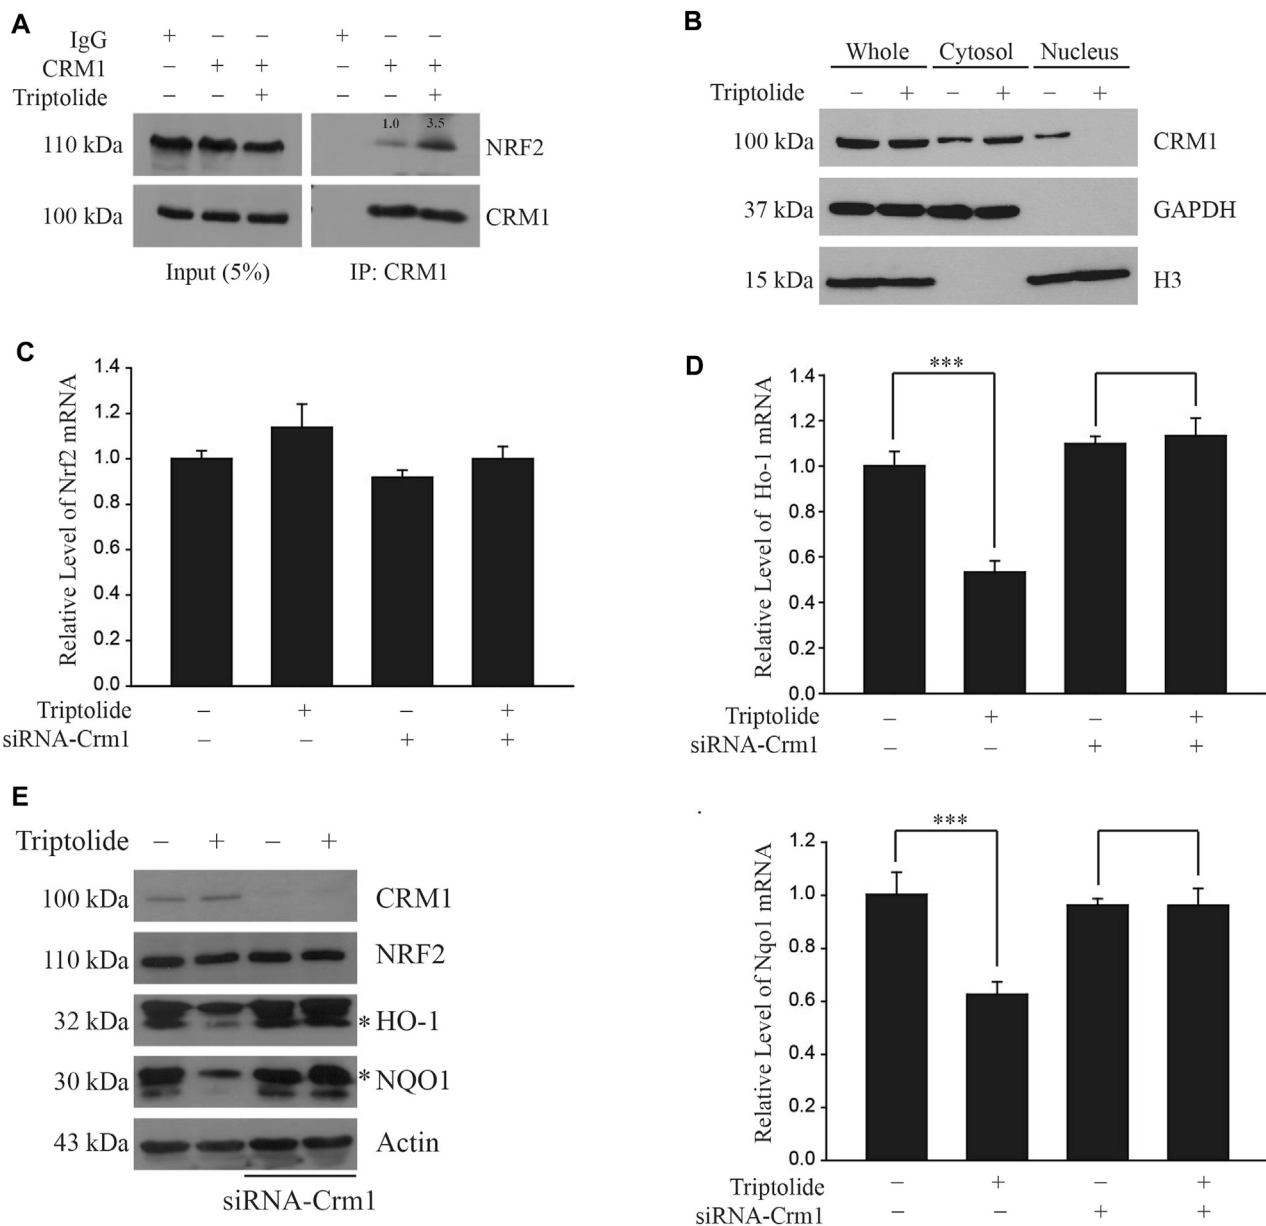 A
IgG + – – + – –
CRM1 – + + – + +
Triptolide – – + – – +
110 kDa 1.0 3.5 NRF2
100 kDa CRM1
Input (5%) IP: CRM1
B
Whole Cytosol Nucleus
Triptolide – + – + – +
100 kDa CRM1
37 kDa GAPDH
15 kDa H3
C
Relative Level of Nrf2 mRNA
1.4
1.2
1.0
0.8
0.6
0.4
0.2
0.0
Triptolide – + – +
siRNA-Crm1 – – + +
D
Relative Level of Ho-1 mRNA
1.4
1.2
1.0
0.8
0.6
0.4
0.2
0.0
***
Triptolide – + – +
siRNA-Crm1 – – + +
E
Triptolide – + – +
100 kDa CRM1
110 kDa NRF2
32 kDa * HO-1
30 kDa * NQO1
43 kDa Actin
siRNA-Crm1
Relative Level of Nqo1 mRNA
1.2
1.0
0.8
0.6
0.4
0.2
0.0
***
Triptolide – + – +
siRNA-Crm1 – – + +